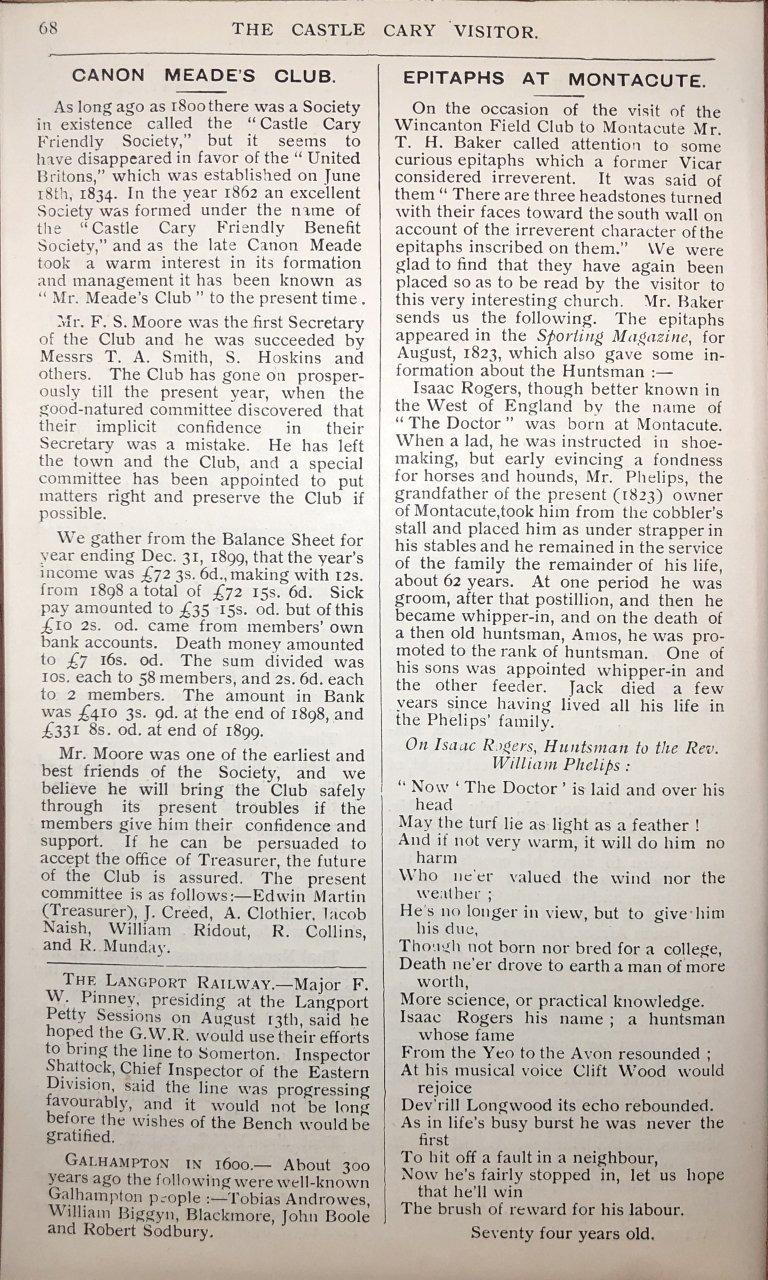 68
THE CASTLE CARY VISITOR.
CANON MEADE'S CLUB.
As long ago as 1800 there was a Society
in existence called the "Castle Cary
Friendly Society," but it seems to
have disappeared in favor of the "United
Britons," which was established on June
18th, 1834. In the year 1862 an excellent
Society was formed under the name of
the "Castle Cary Friendly Benefit
Society," and as the late Canon Meade
took a warm interest in its formation
and management it has been known as
"Mr. Meade's Club" to the present time.
Mr. F. S. Moore was the first Secretary
of the Club and he was succeeded by
Messrs T. A. Smith, S. Hoskins and
others. The Club has gone on prosper-
ously till the present year, when the
good-natured committee discovered that
their implicit confidence in their
Secretary was a mistake. He has left
the town and the Club, and a special
committee has been appointed to put
matters right and preserve the Club if
possible.
We gather from the Balance Sheet for
year ending Dec. 31, 1899, that the year's
income was £72 3s. 6d., making with 12s.
from 1898 a total of £72 15s. 6d. Sick
pay amounted to £35 15s. od. but of this
£10 2s. od. came from members' own
bank accounts. Death money amounted
to £7 16s. od. The sum divided was
10s. each to 58 members, and 2s. 6d. each
to 2 members. The amount in Bank
was £410 3s. 9d. at the end of 1898, and
£331 8s. od. at end of 1899.
Mr. Moore was one of the earliest and
best friends of the Society, and we
believe he will bring the Club safely
through its present troubles if the
members give him their confidence and
support. If he can be persuaded to
accept the office of Treasurer, the future
of the Club is assured. The present
committee is as follows:—Edwin Martin
(Treasurer), J. Creed, A. Clothier, Jacob
Naish, William Ridout, R. Collins,
and R. Munday.
THE LANGPORT RAILWAY.—Major F.
W. Pinney, presiding at the Langport
Petty Sessions on August 13th, said he
hoped the G.W.R. would use their efforts
to bring the line to Somerton. Inspector
Shattock, Chief Inspector of the Eastern
Division, said the line was progressing
favourably, and it would not be long
before the wishes of the Bench would be
gratified.
GALHAMPTON IN 1600.— About 300
years ago the following were well-known
Galhampton people :—Tobias Androwes,
William Biggyn, Blackmore, John Boole
and Robert Sodbury.
EPITAPHS AT MONTACUTE.
On the occasion of the visit of the
Wincanton Field Club to Montacute Mr.
T. H. Baker called attention to some
curious epitaphs which a former Vicar
considered irreverent. It was said of
them "There are three headstones turned
with their faces toward the south wall on
account of the irreverent character of the
epitaphs inscribed on them." We were
glad to find that they have again been
placed so as to be read by the visitor to
this very interesting church. Mr. Baker
sends us the following. The epitaphs
appeared in the Sporting Magazine, for
August, 1823, which also gave some in-
formation about the Huntsman :—
Isaac Rogers, though better known in
the West of England by the name of
"The Doctor" was born at Montacute.
When a lad, he was instructed in shoe-
making, but early evincing a fondness
for horses and hounds, Mr. Phelips, the
grandfather of the present (1823) owner
of Montacute, took him from the cobbler's
stall and placed him as under strapper in
his stables and he remained in the service
of the family the remainder of his life,
about 62 years. At one period he was
groom, after that postillion, and then he
became whipper-in, and on the death of
a then old huntsman, Amos, he was pro-
moted to the rank of huntsman. One of
his sons was appointed whipper-in and
the other feeder. Jack died a few
years since having lived all his life in
the Phelips' family.
On Isaac Rogers, Huntsman to the Rev.
William Phelips :
"Now 'The Doctor' is laid and over his
head
May the turf lie as light as a feather !
And if not very warm, it will do him no
harm
Who ne'er valued the wind nor the
weather ;
He's no longer in view, but to give him
his due,
Though not born nor bred for a college,
Death ne'er drove to earth a man of more
worth,
More science, or practical knowledge.
Isaac Rogers his name ; a huntsman
whose fame
From the Yeo to the Avon resounded ;
At his musical voice Clift Wood would
rejoice
Dev'rill Longwood its echo rebounded.
As in life's busy burst he was never the
first
To hit off a fault in a neighbour,
Now he's fairly stopped in, let us hope
that he'll win
The brush of reward for his labour.
Seventy four years old.